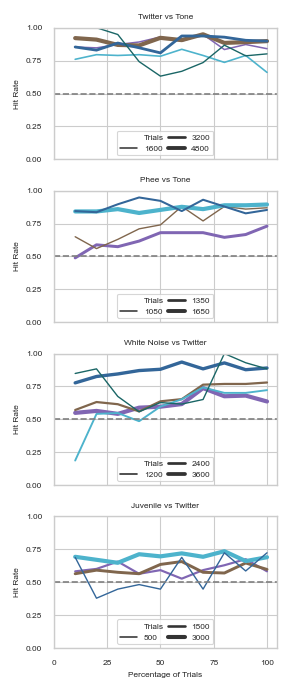 Twitter vs Tone
1.00
0.75
0.50
0.25
0.00
Hit Rate
Trials 3200
1600 4800
Phee vs Tone
1.00
0.75
0.50
0.25
0.00
Hit Rate
Trials 1350
1050 1650
White Noise vs Twitter
1.00
0.75
0.50
0.25
0.00
Hit Rate
Trials 2400
1200 3600
Juvenile vs Twitter
1.00
0.75
0.50
0.25
0.00
Hit Rate
Trials 1500
500 3000
0 25 50 75 100
Percentage of Trials